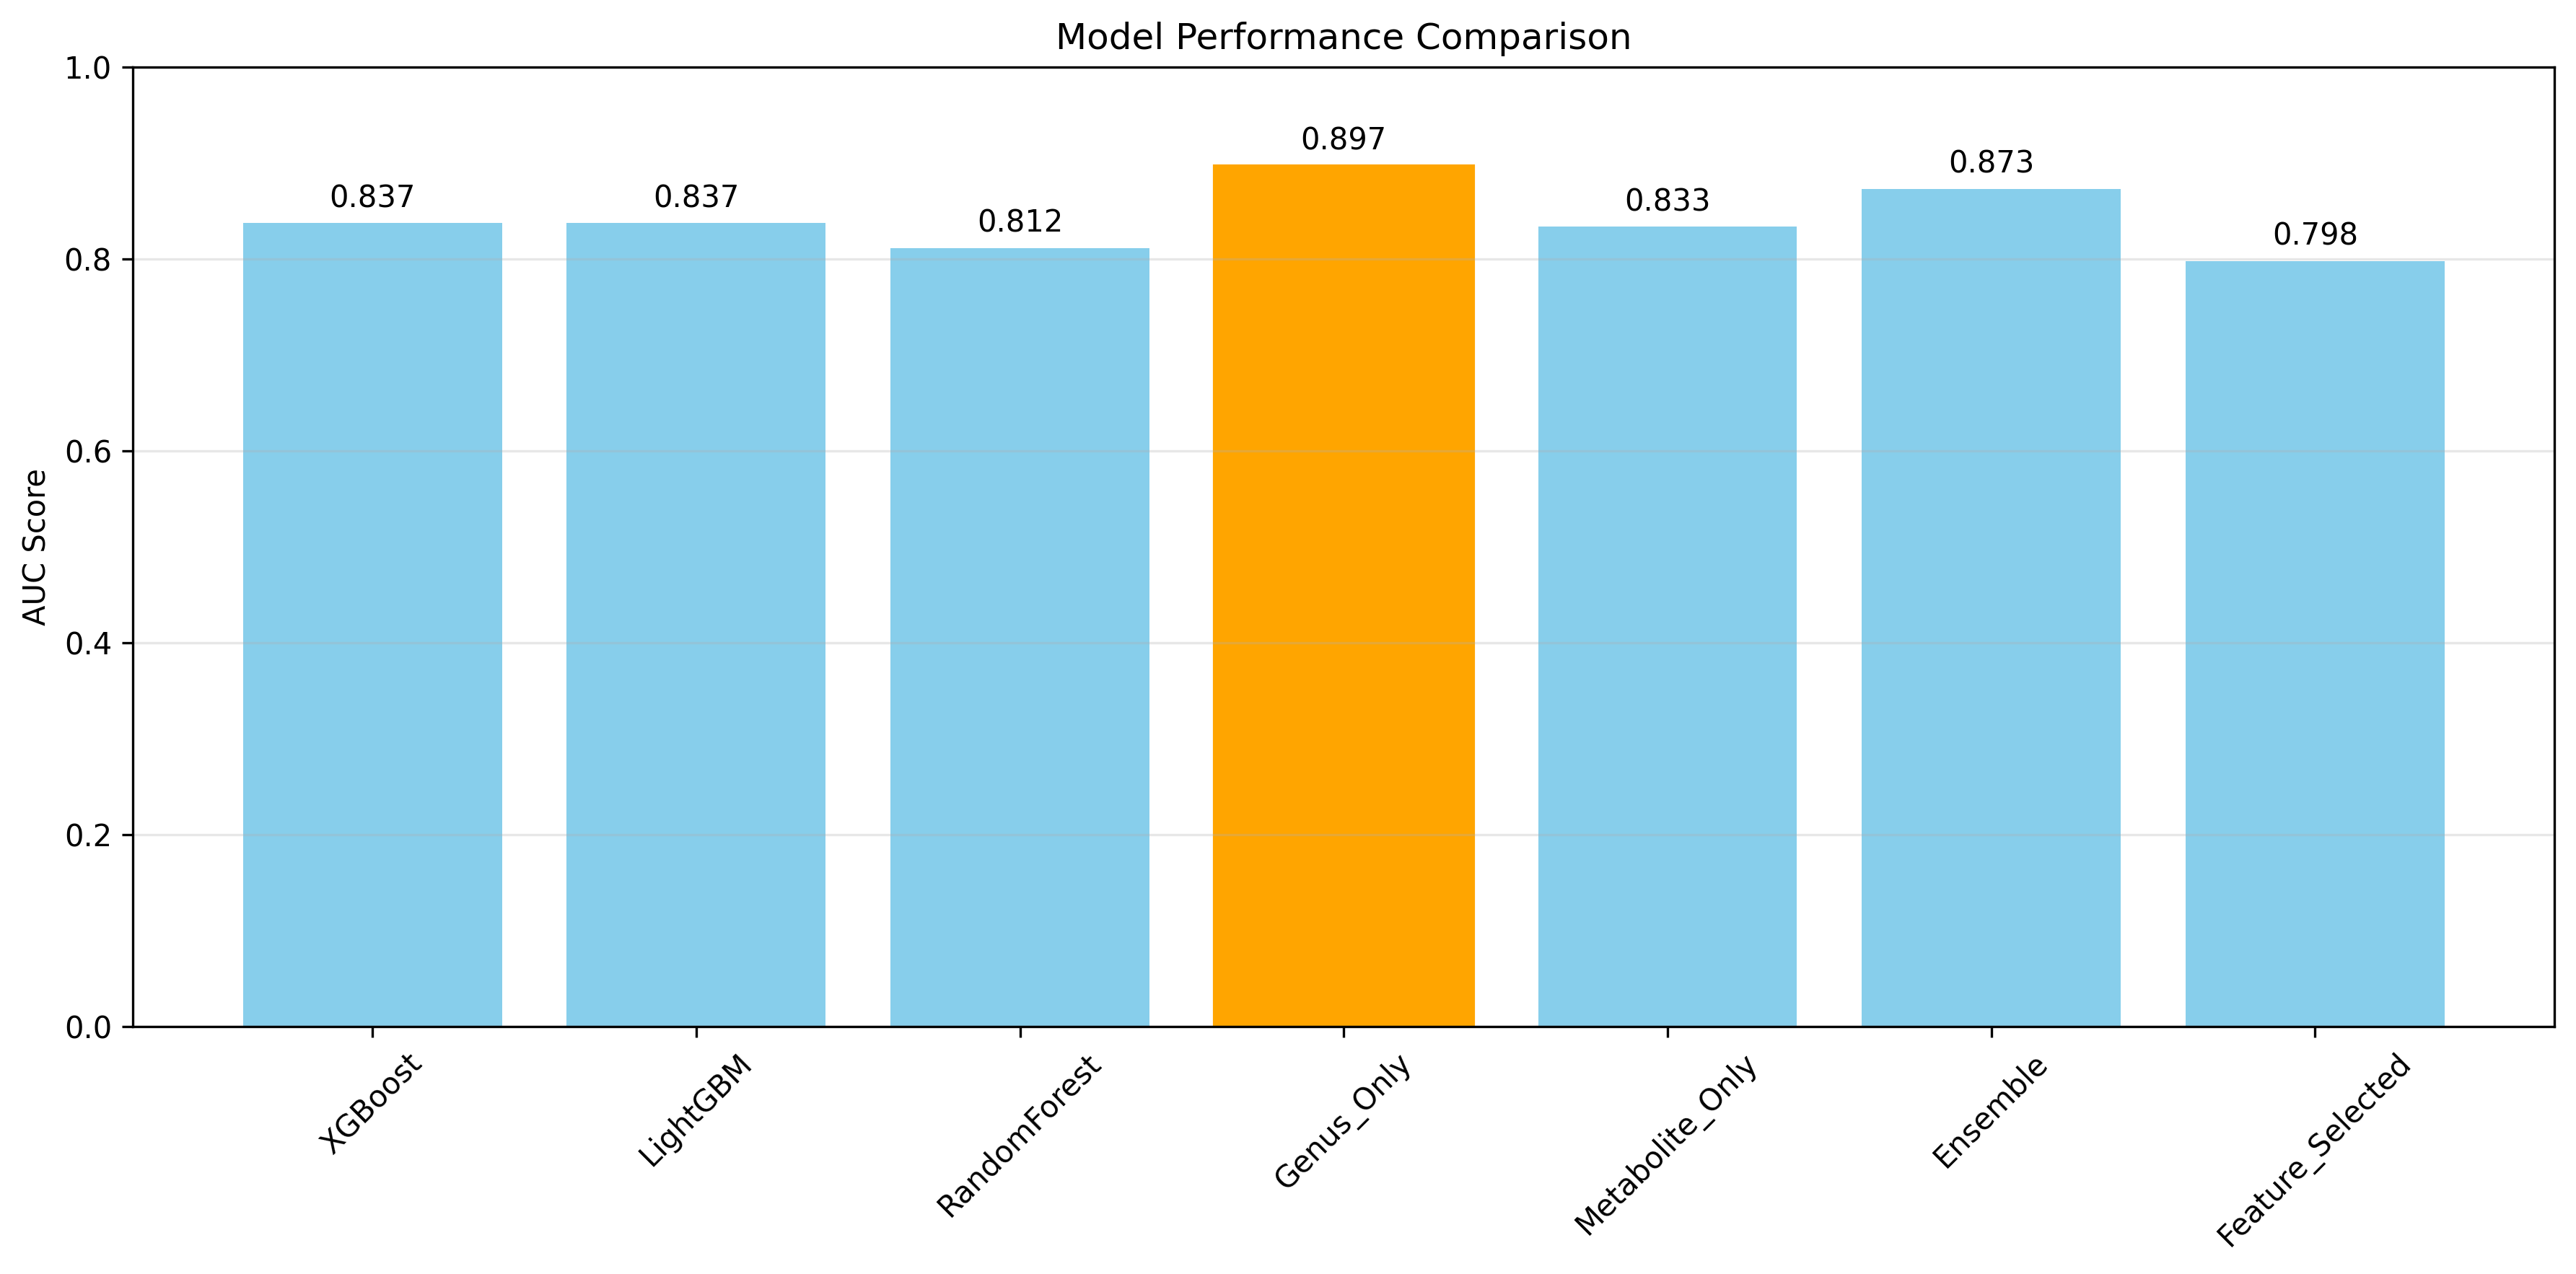 Model Performance Comparison
AUC Score
1.0
0.8
0.6
0.4
0.2
0.0
0.837
0.837
0.812
0.897
0.833
0.873
0.798
XGBoost
LightGBM
RandomForest
Genus_Only
Metabolite_Only
Ensemble
Feature_Selected